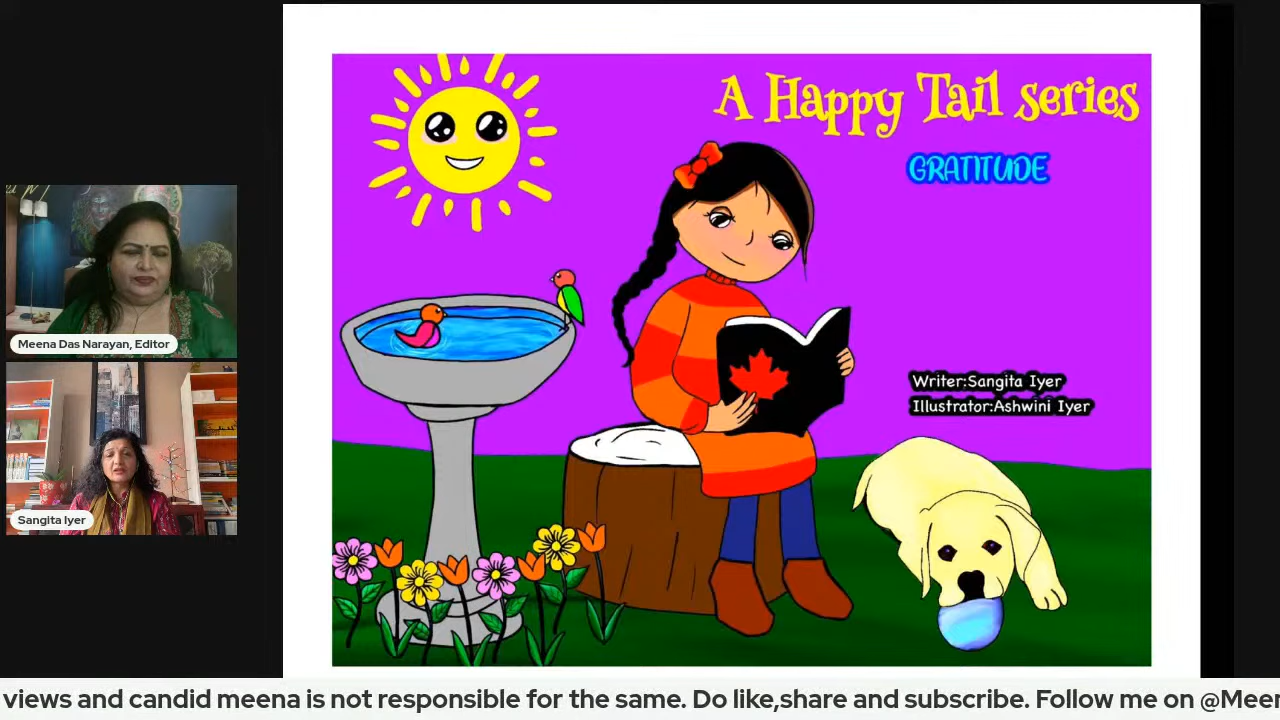 A Happy Tail series
GRATITUDE
Writer:Sangita Iyer
Illustrator:Ashwini Iyer
Meena Das Narayan, Editor
Sangita Iyer
views and candid meena is not responsible for the same. Do like,share and subscribe. Follow me on @Meer